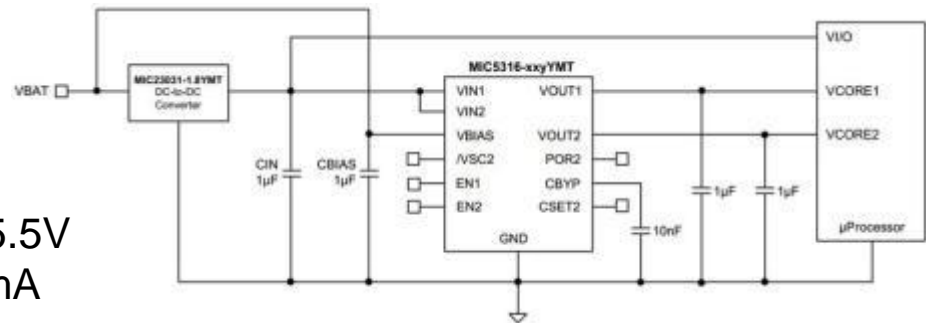 VI/O
MIC5316-xxyYMT
MIC23031-1.8YMT
DC-to-DC
Converter
VBAT
VIN1
VOUT1
VCORE1
VIN2
VBIAS
VOUT2
VCORE2
CIN
1µF
CBIAS
1µF
/VSC2
POR2
EN1
CBYP
1µF
1µF
EN2
CSET2
10nF
GND
µProcessor
5.5V
mA